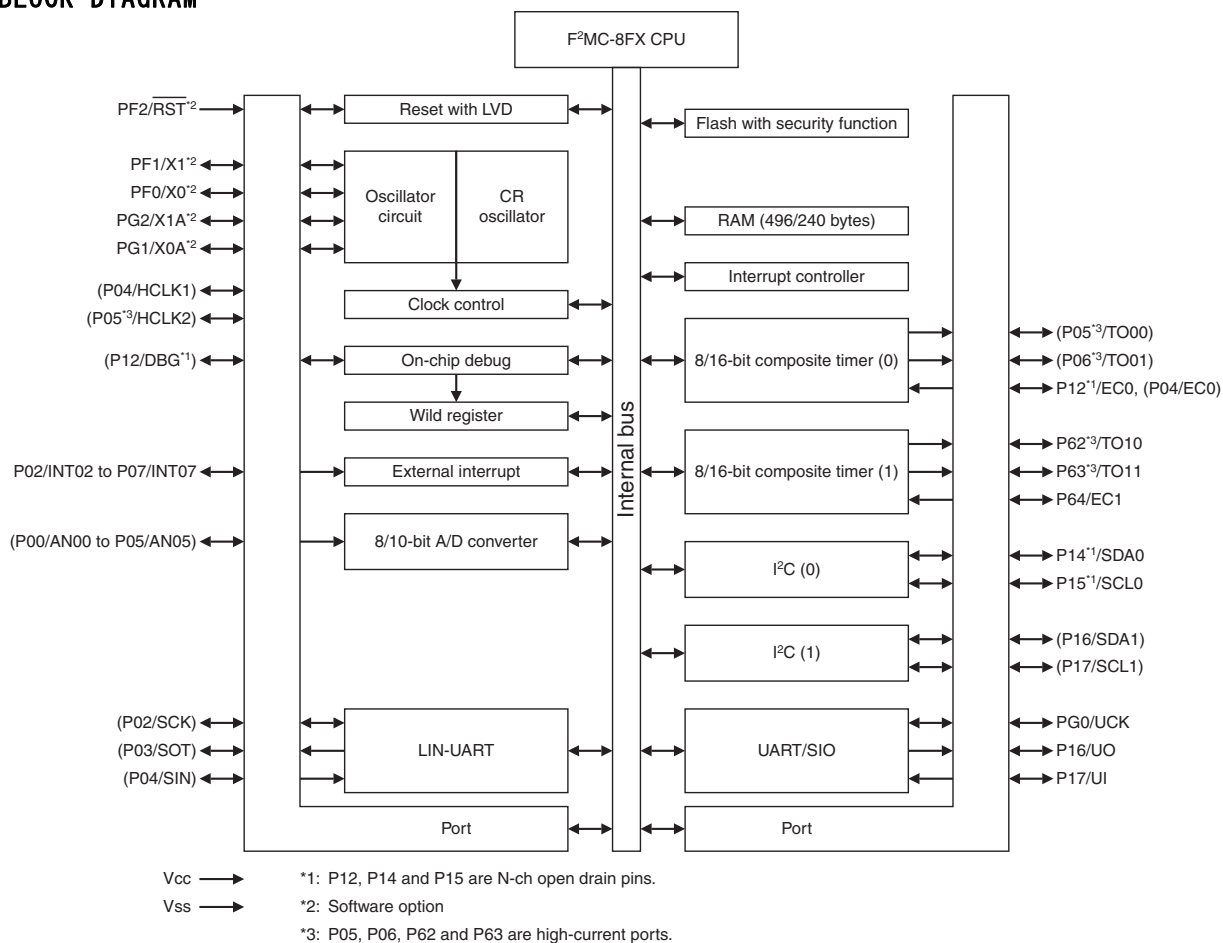 BLOCK DIAGRAM
F²MC-8FX CPU
PF2/RST*2
Reset with LVD
Flash with security function
PF1/X1*2
PF0/X0*2
PG2/X1A*2
PG1/X0A*2
Oscillator
circuit
CR
oscillator
RAM (496/240 bytes)
Interrupt controller
(P04/HCLK1)
(P05*3/HCLK2)
Clock control
(P12/DBG*1)
On-chip debug
Wild register
8/16-bit composite timer (0)
(P05*3/TO00)
(P06*3/TO01)
P12*1/EC0, (P04/EC0)
Internal bus
P02/INT02 to P07/INT07
External interrupt
8/16-bit composite timer (1)
P62*3/TO10
P63*3/TO11
P64/EC1
(P00/AN00 to P05/AN05)
8/10-bit A/D converter
I²C (0)
P14*1/SDA0
P15*1/SCL0
I²C (1)
(P16/SDA1)
(P17/SCL1)
(P02/SCK)
(P03/SOT)
(P04/SIN)
LIN-UART
UART/SIO
PG0/UCK
P16/UO
P17/UI
Port
Port
Vcc
Vss
*1: P12, P14 and P15 are N-ch open drain pins.
*2: Software option
*3: P05, P06, P62 and P63 are high-current ports.